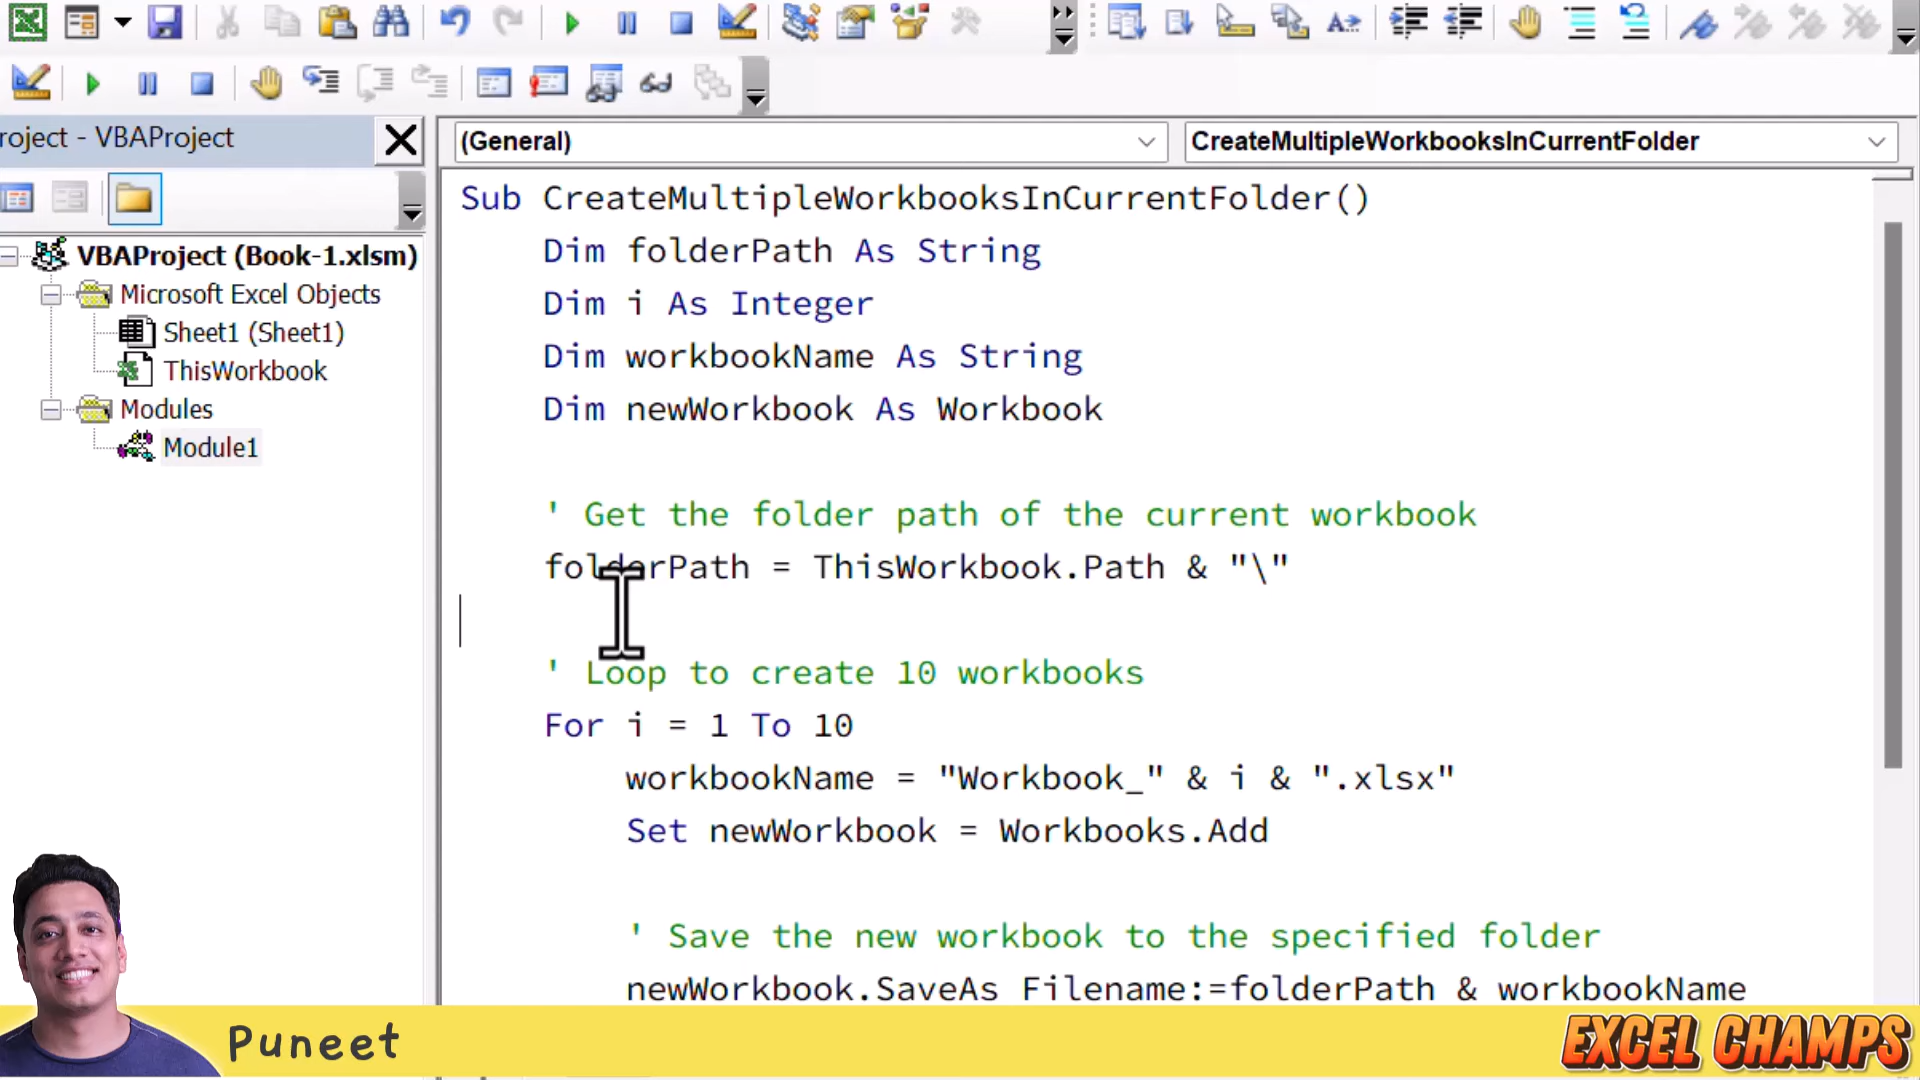 roject - VBAProject
VBAProject (Book-1.xlsm)
Microsoft Excel Objects
Sheet1 (Sheet1)
ThisWorkbook
Modules
Module1
(General)
CreateMultipleWorkbooksInCurrentFolder
Sub CreateMultipleWorkbooksInCurrentFolder()
Dim folderPath As String
Dim i As Integer
Dim workbookName As String
Dim newWorkbook As Workbook
' Get the folder path of the current workbook
folderPath = ThisWorkbook.Path & "\"
' Loop to create 10 workbooks
For i = 1 To 10
workbookName = "Workbook_" & i & ".xlsx"
Set newWorkbook = Workbooks.Add
' Save the new workbook to the specified folder
newWorkbook.SaveAs Filename:=folderPath & workbookName
Puneet
EXCEL CHAMPS